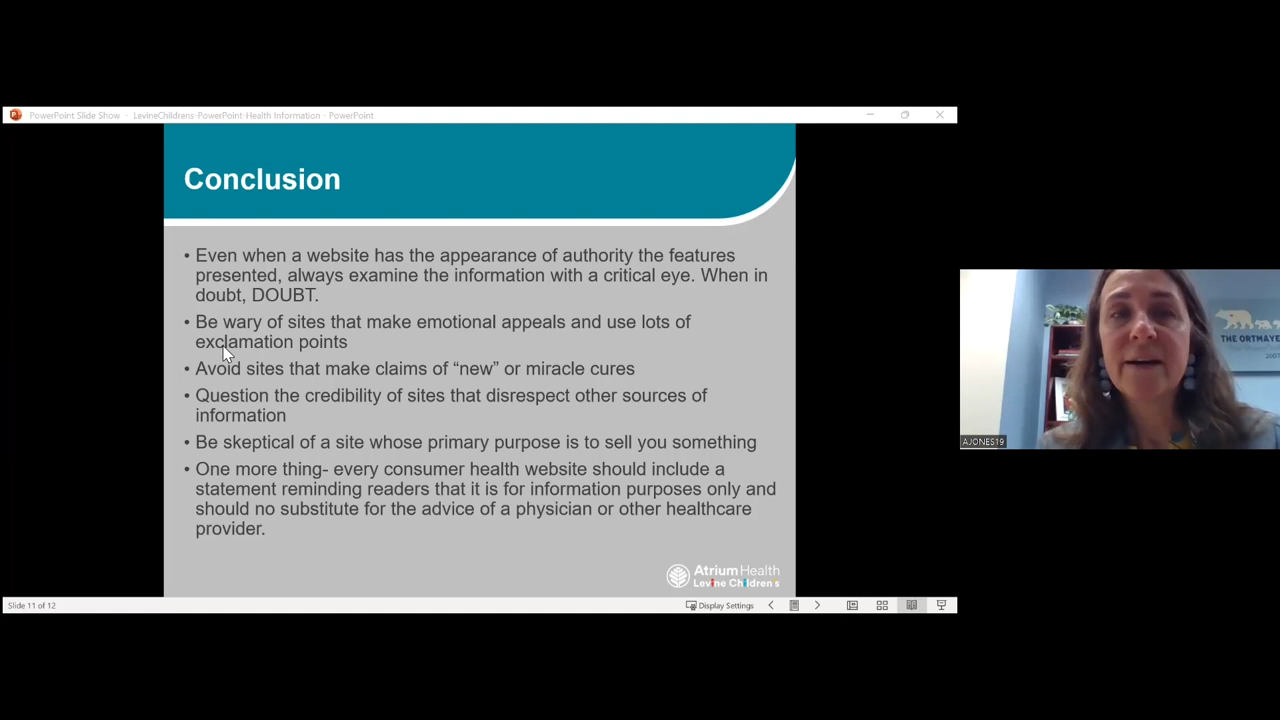 PowerPoint Slide Show - LevineChildrens-PowerPoint-Health Information - PowerPoint
Conclusion
• Even when a website has the appearance of authority the features
presented, always examine the information with a critical eye. When in
doubt, DOUBT.
• Be wary of sites that make emotional appeals and use lots of
exclamation points
• Avoid sites that make claims of “new” or miracle cures
• Question the credibility of sites that disrespect other sources of
information
• Be skeptical of a site whose primary purpose is to sell you something
• One more thing- every consumer health website should include a
statement reminding readers that it is for information purposes only and
should no substitute for the advice of a physician or other healthcare
provider.
Atrium Health
Levine Children's
Slide 11 of 12
Display Settings
THE ORTMAYE
AJONES19